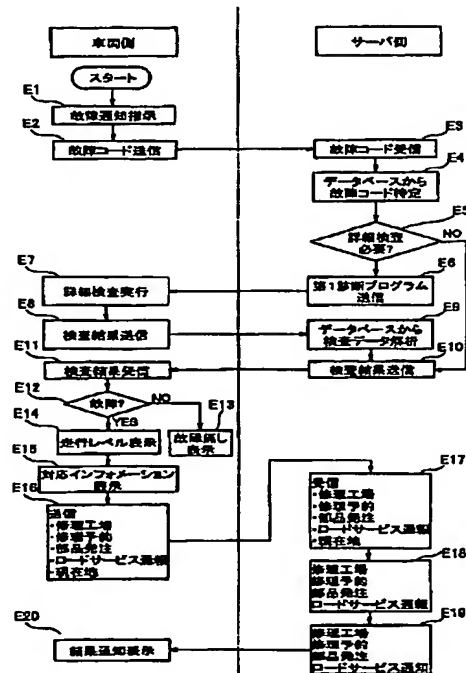 車両側
サーバ側
スタート
E1
故障通知指示
E2
故障コード送信
E3
故障コード受信
E4
データベースから
故障コード特定
E5
詳細検査
必要?
NO
E6
第1診断プログラム
送信
E7
詳細検査実行
E8
検査結果送信
E9
データベースから
検査データ解析
E10
検査結果送信
E11
検査結果受信
E12
故障?
NO
YES
E13
故障無し
表示
E14
走行レベル表示
E15
対応インフォメーション
表示
E16
送信
・修理工場
・修理予約
・部品発注
・ロードサービス通報
・現在地
E17
受信
・修理工場
・修理予約
・部品発注
・ロードサービス通報
・現在地
E18
修理工場
修理予約
部品発注
ロードサービス通報
E19
修理工場
修理予約
部品発注
ロードサービス通知
E20
結果通知表示